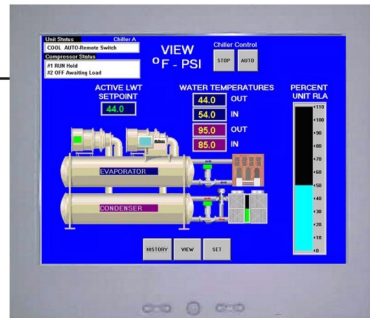 Unit Status Chiller A
COOL AUTO-Remote Switch
Compressor Status
#1 RUN Hold
#2 OFF Awaiting Load
VIEW
°F - PSI
Chiller Control
STOP AUTO
ACTIVE LWT
SETPOINT
44.0
WATER TEMPERATURES
44.0 OUT
54.0 IN
95.0 OUT
85.0 IN
PERCENT
UNIT RLA
+110
+100
+90
+80
+70
+60
+50
+40
+30
+20
+10
+0
EVAPORATOR
CONDENSER
HISTORY VIEW SET